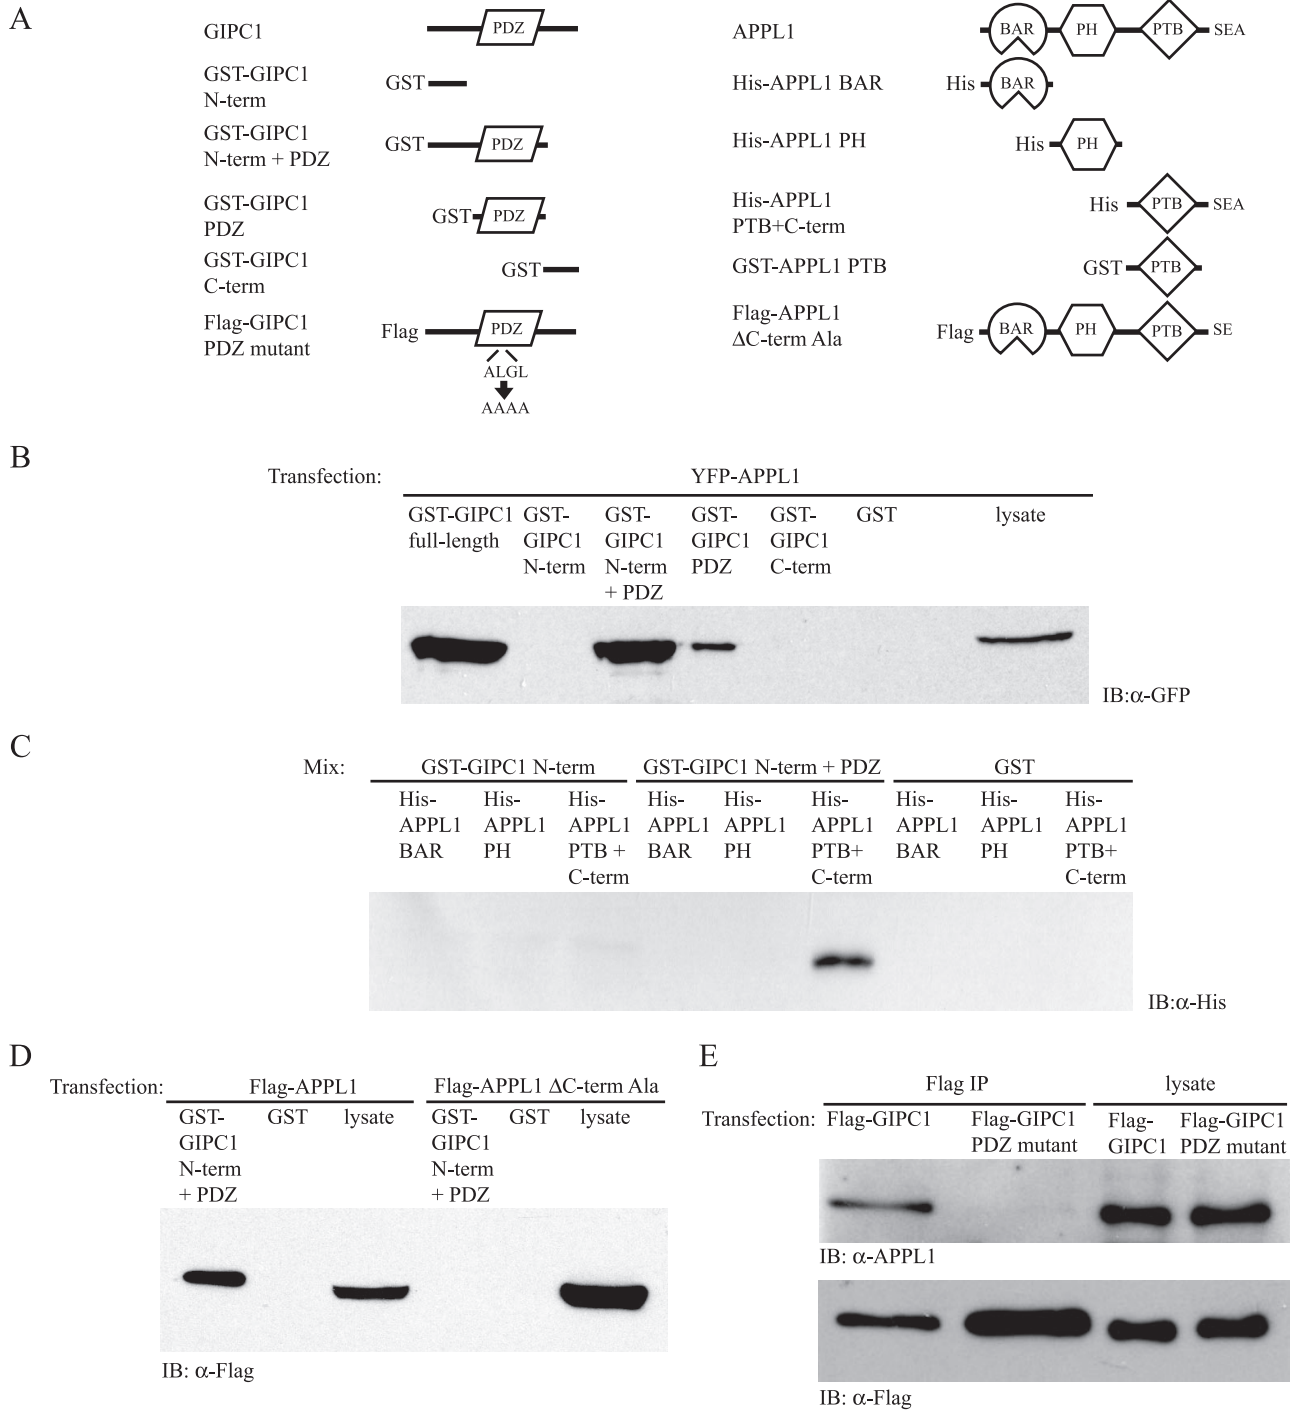 A
GIPC1
PDZ
GST-GIPC1
N-term
GST
GST-GIPC1
N-term + PDZ
GST
PDZ
GST-GIPC1
PDZ
GST
PDZ
GST-GIPC1
C-term
GST
Flag-GIPC1
PDZ mutant
Flag
PDZ
ALGL
AAAA
APPL1
BAR PH PTB SEA
His-APPL1 BAR
His BAR
His-APPL1 PH
His PH
His-APPL1
PTB+C-term
His PTB SEA
GST-APPL1 PTB
GST PTB
Flag-APPL1
ΔC-term Ala
Flag BAR PH PTB SE
B
Transfection: YFP-APPL1
GST-GIPC1 GST- GST- GST- GST- GST lysate
full-length GIPC1 GIPC1 GIPC1 GIPC1
N-term N-term PDZ C-term
+ PDZ
IB:α-GFP
C
Mix: GST-GIPC1 N-term GST-GIPC1 N-term + PDZ GST
His- His- His- His- His- His- His- His- His-
APPL1 APPL1 APPL1 APPL1 APPL1 APPL1 APPL1 APPL1 APPL1
BAR PH PTB + BAR PH PTB+ BAR PH PTB+
C-term C-term C-term
IB:α-His
D
Transfection: Flag-APPL1 Flag-APPL1 ΔC-term Ala
GST- GST lysate GST- GST lysate
GIPC1 GIPC1
N-term N-term
+ PDZ + PDZ
IB: α-Flag
E
Flag IP lysate
Transfection: Flag-GIPC1 Flag-GIPC1 Flag- Flag-GIPC1
PDZ mutant GIPC1 PDZ mutant
IB: α-APPL1
IB: α-Flag